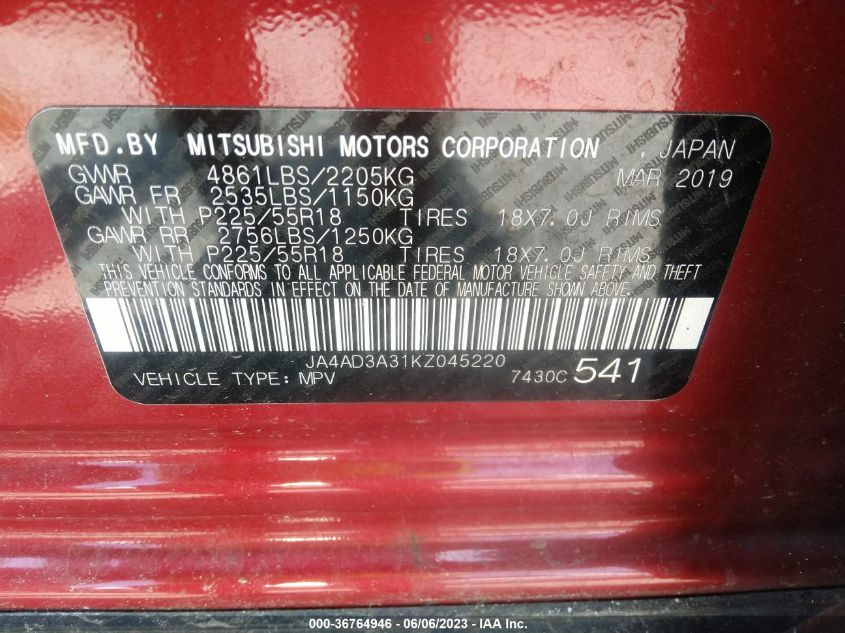 MFD.BY MITSUBISHI MOTORS CORPORATION , JAPAN
GVWR 4861LBS/2205KG MAR 2019
GAWR FR 2535LBS/1150KG
WITH P225/55R18 TIRES 18X7.0J RIMS
GAWR RR 2756LBS/1250KG
WITH P225/55R18 TIRES 18X7.0J RIMS
THIS VEHICLE CONFORMS TO ALL APPLICABLE FEDERAL MOTOR VEHICLE SAFETY AND THEFT
PREVENTION STANDARDS IN EFFECT ON THE DATE OF MANUFACTURE SHOWN ABOVE.
JA4AD3A31KZ045220
VEHICLE TYPE: MPV 7430C 541
000-36764946 - 06/06/2023 - IAA Inc.